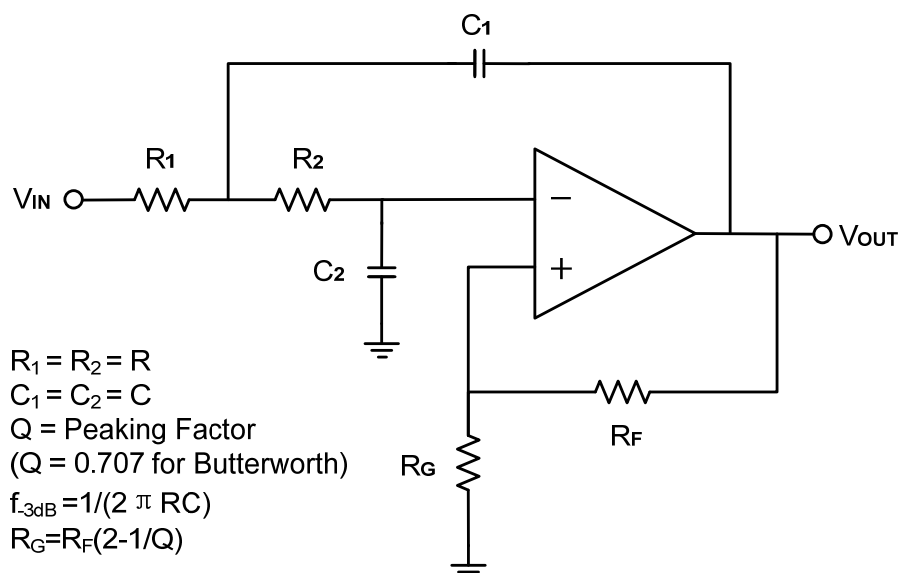 C1
R1
R2
VIN
−
+
VOUT
C2
R1 = R2 = R
C1 = C2 = C
Q = Peaking Factor
(Q = 0.707 for Butterworth)
f-3dB =1/(2 π RC)
RG=RF(2-1/Q)
RF
RG